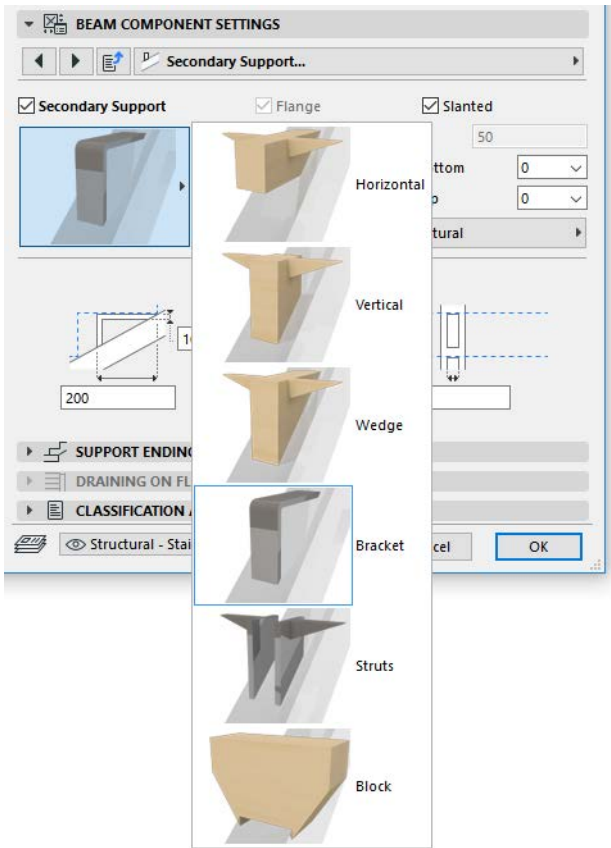 BEAM COMPONENT SETTINGS
Secondary Support...
Secondary Support Flange Slanted
50
Horizontal
ttom 0
p 0
tural
Vertical
200
Wedge
SUPPORT ENDING
DRAINING ON FL
CLASSIFICATION
Bracket
Structural - Stai
cel OK
Struts
Block